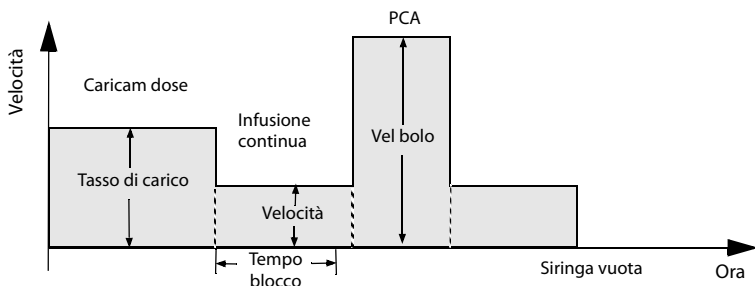 PCA
Velocità
Caricam dose
Infusione
continua
Vel bolo
Tasso di carico
Velocità
Tempo
blocco
Siringa vuota
Ora